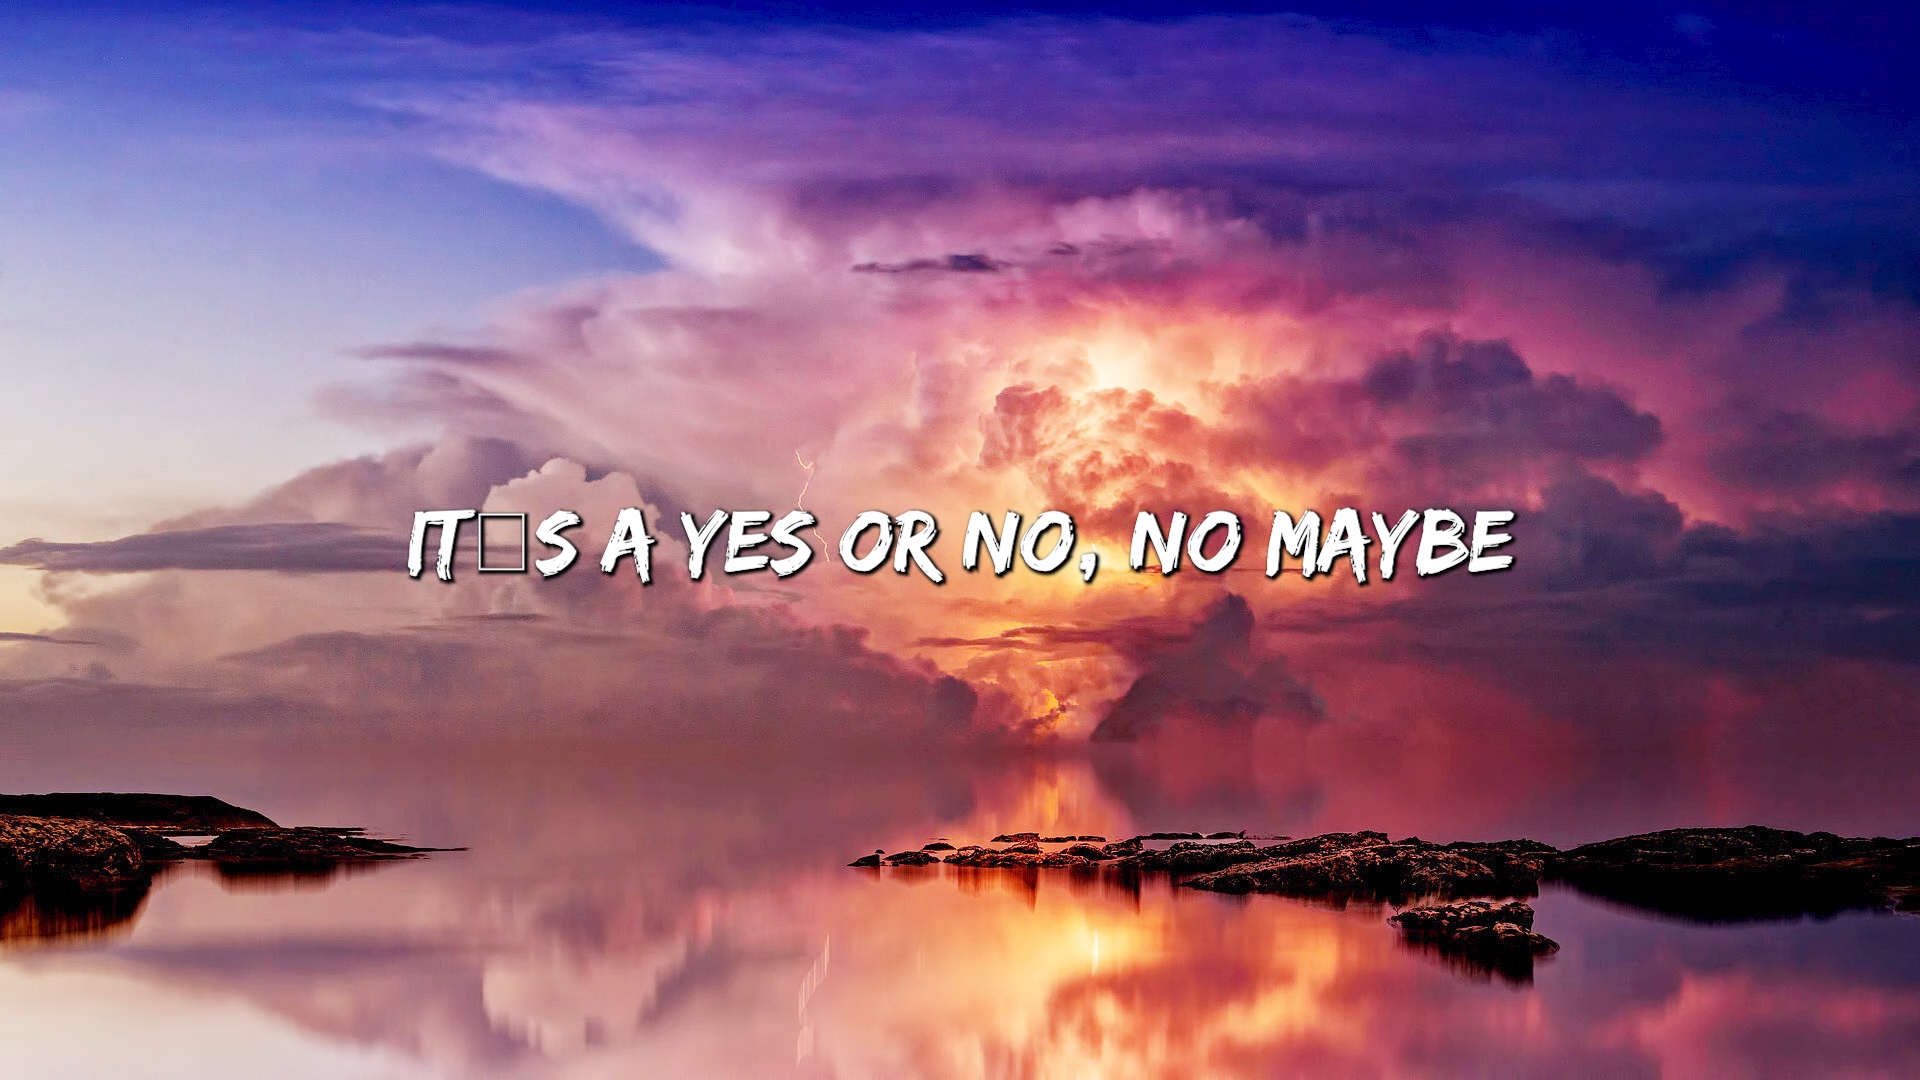 IT□S A YES OR NO, NO MAYBE